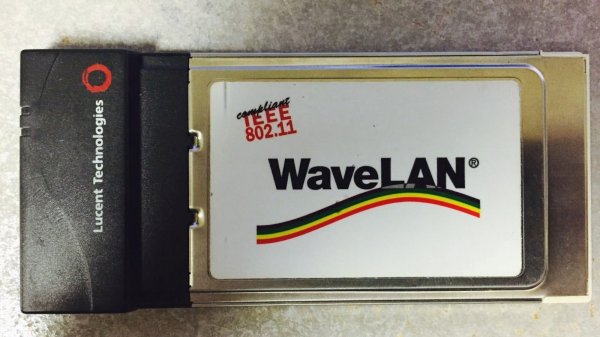 Lucent Technologies
compliant
IEEE
802.11
WaveLAN®